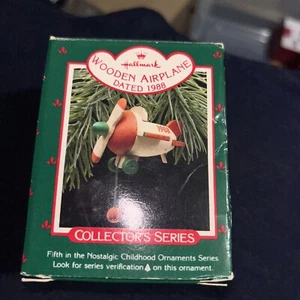 Hallmark
WOODEN AIRPLANE
DATED 1988
COLLECTOR'S SERIES
Fifth in the Nostalgic Childhood Ornaments Series.
Look for series verification on this ornament.